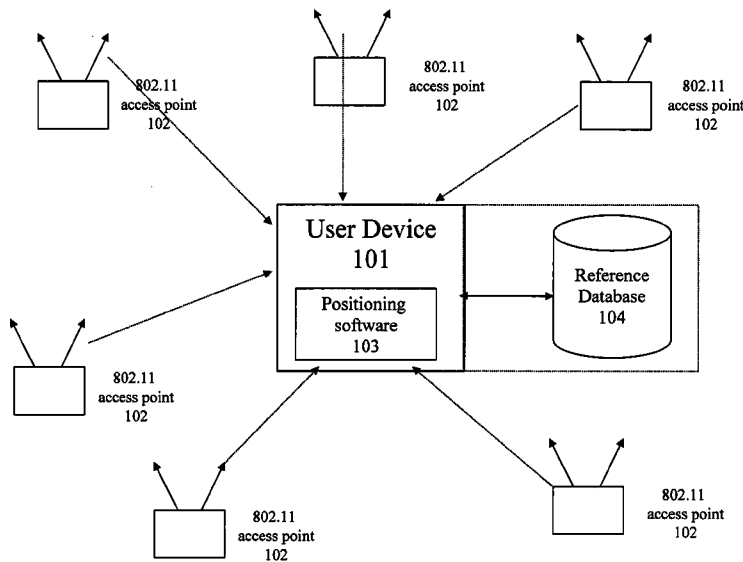 802.11
access point
102
802.11
access point
102
802.11
access point
102
User Device
101
Positioning
software
103
Reference
Database
104
802.11
access point
102
802.11
access point
102
802.11
access point
102